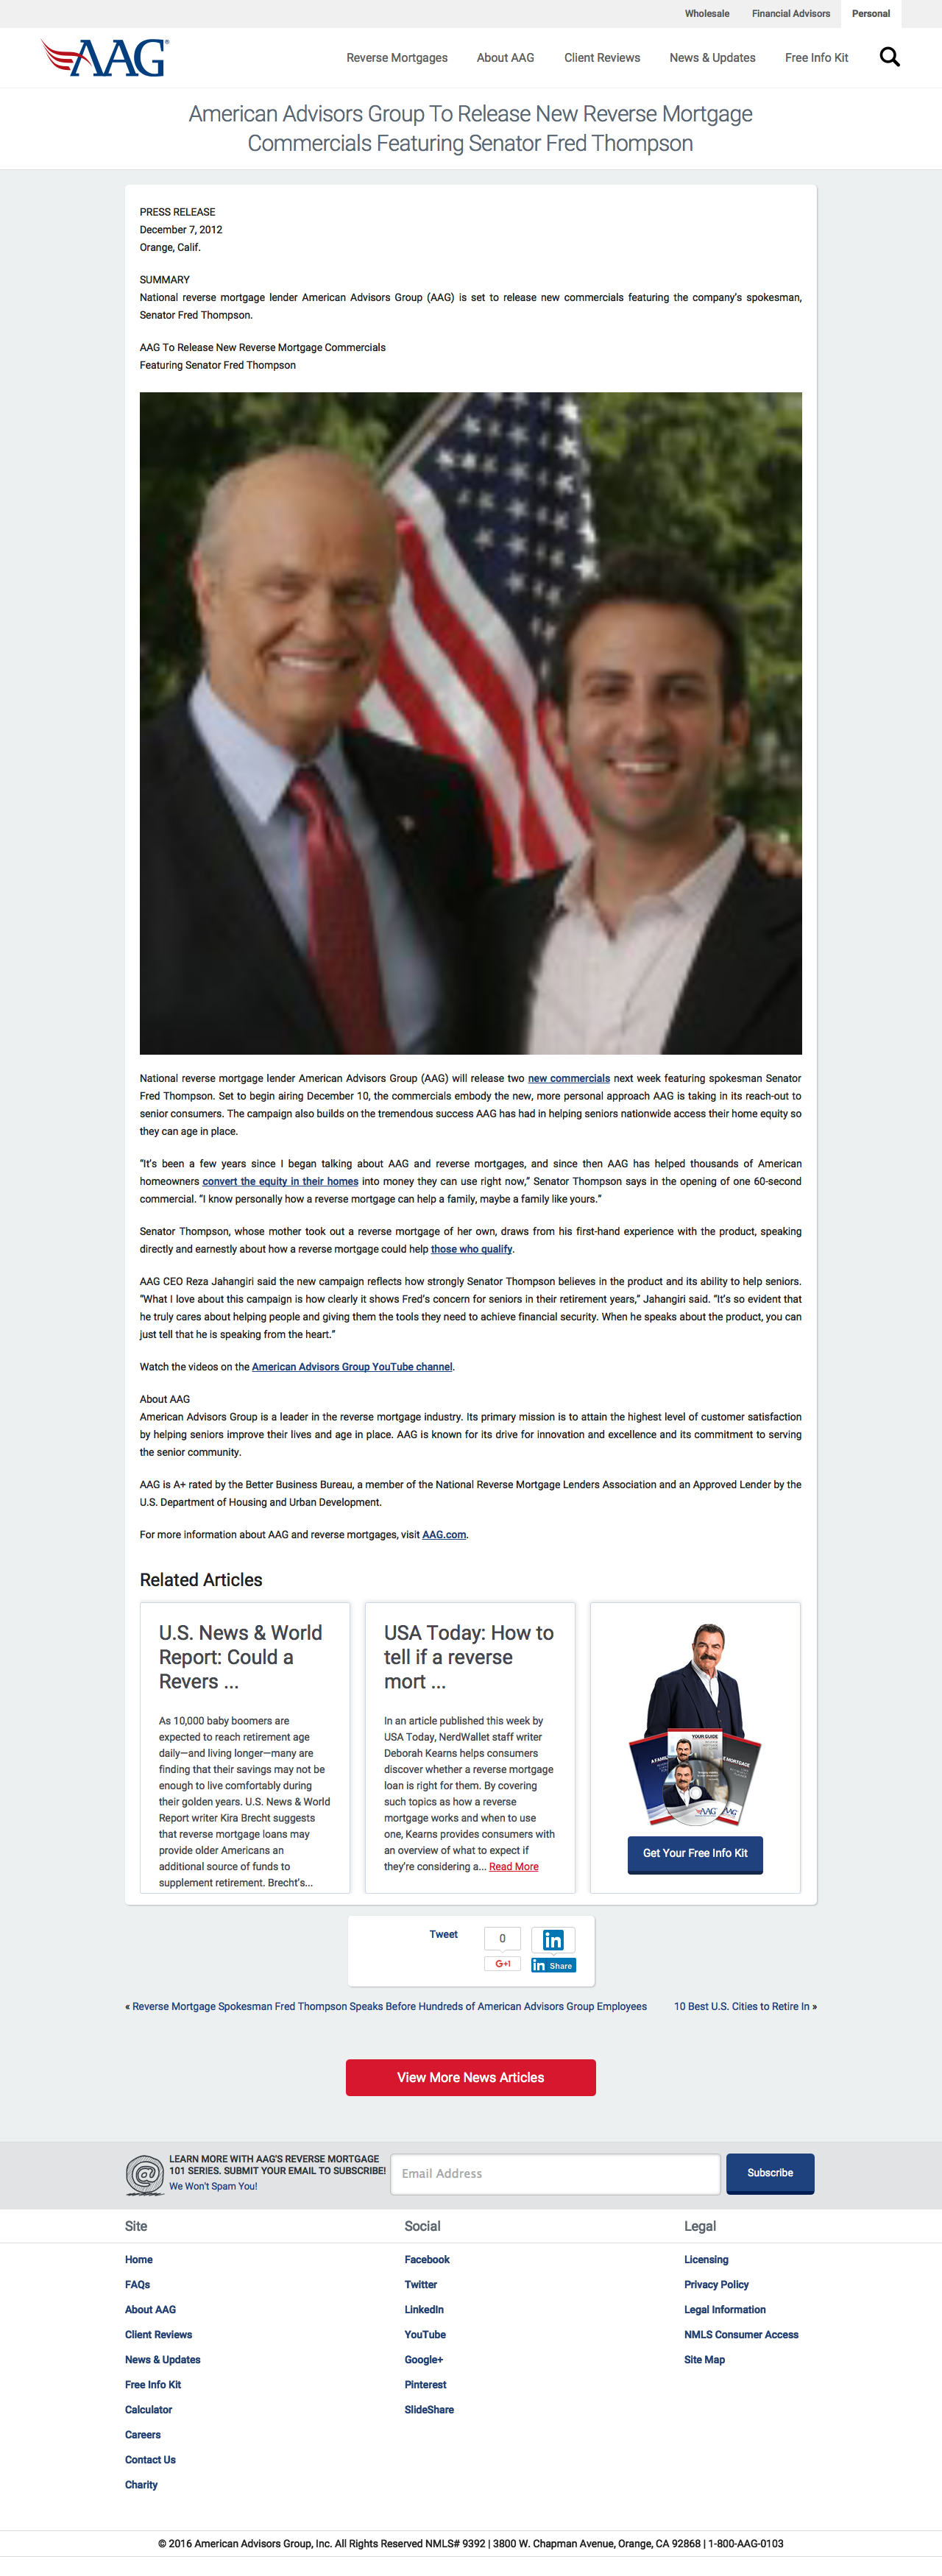 Wholesale Financial Advisors Personal
AAG®
Reverse Mortgages About AAG Client Reviews News & Updates Free Info Kit
American Advisors Group To Release New Reverse Mortgage
Commercials Featuring Senator Fred Thompson
PRESS RELEASE
December 7, 2012
Orange, Calif.
SUMMARY
National reverse mortgage lender American Advisors Group (AAG) is set to release new commercials featuring the company's spokesman,
Senator Fred Thompson.
AAG To Release New Reverse Mortgage Commercials
Featuring Senator Fred Thompson
National reverse mortgage lender American Advisors Group (AAG) will release two new commercials next week featuring spokesman Senator
Fred Thompson. Set to begin airing December 10, the commercials embody the new, more personal approach AAG is taking in its reach-out to
senior consumers. The campaign also builds on the tremendous success AAG has had in helping seniors nationwide access their home equity so
they can age in place.
“It's been a few years since I began talking about AAG and reverse mortgages, and since then AAG has helped thousands of American
homeowners convert the equity in their homes into money they can use right now,” Senator Thompson says in the opening of one 60-second
commercial. “I know personally how a reverse mortgage can help a family, maybe a family like yours.”
Senator Thompson, whose mother took out a reverse mortgage of her own, draws from his first-hand experience with the product, speaking
directly and earnestly about how a reverse mortgage could help those who qualify.
AAG CEO Reza Jahangiri said the new campaign reflects how strongly Senator Thompson believes in the product and its ability to help seniors.
“What I love about this campaign is how clearly it shows Fred's concern for seniors in their retirement years,” Jahangiri said. “It's so evident that
he truly cares about helping people and giving them the tools they need to achieve financial security. When he speaks about the product, you can
just tell that he is speaking from the heart.”
Watch the videos on the American Advisors Group YouTube channel.
About AAG
American Advisors Group is a leader in the reverse mortgage industry. Its primary mission is to attain the highest level of customer satisfaction
by helping seniors improve their lives and age in place. AAG is known for its drive for innovation and excellence and its commitment to serving
the senior community.
AAG is A+ rated by the Better Business Bureau, a member of the National Reverse Mortgage Lenders Association and an Approved Lender by the
U.S. Department of Housing and Urban Development.
For more information about AAG and reverse mortgages, visit AAG.com.
Related Articles
U.S. News & World
Report: Could a
Revers ...
As 10,000 baby boomers are
expected to reach retirement age
daily—and living longer—many are
finding that their savings may not be
enough to live comfortably during
their golden years. U.S. News & World
Report writer Kira Brecht suggests
that reverse mortgage loans may
provide older Americans an
additional source of funds to
supplement retirement. Brecht's...
USA Today: How to
tell if a reverse
mort ...
In an article published this week by
USA Today, NerdWallet staff writer
Deborah Kearns helps consumers
discover whether a reverse mortgage
loan is right for them. By covering
such topics as how a reverse
mortgage works and when to use
one, Kearns provides consumers with
an overview of what to expect if
they're considering a... Read More
YOUR GUIDE
AAG AAG
Get Your Free Info Kit
Tweet
0
G+1
in
in Share
« Reverse Mortgage Spokesman Fred Thompson Speaks Before Hundreds of American Advisors Group Employees
10 Best U.S. Cities to Retire In »
View More News Articles
LEARN MORE WITH AAG'S REVERSE MORTGAGE
101 SERIES. SUBMIT YOUR EMAIL TO SUBSCRIBE!
We Won't Spam You!
Email Address
Subscribe
Site
Home
FAQs
About AAG
Client Reviews
News & Updates
Free Info Kit
Calculator
Careers
Contact Us
Charity
Social
Facebook
Twitter
LinkedIn
YouTube
Google+
Pinterest
SlideShare
Legal
Licensing
Privacy Policy
Legal Information
NMLS Consumer Access
Site Map
© 2016 American Advisors Group, Inc. All Rights Reserved NMLS# 9392 | 3800 W. Chapman Avenue, Orange, CA 92868 | 1-800-AAG-0103